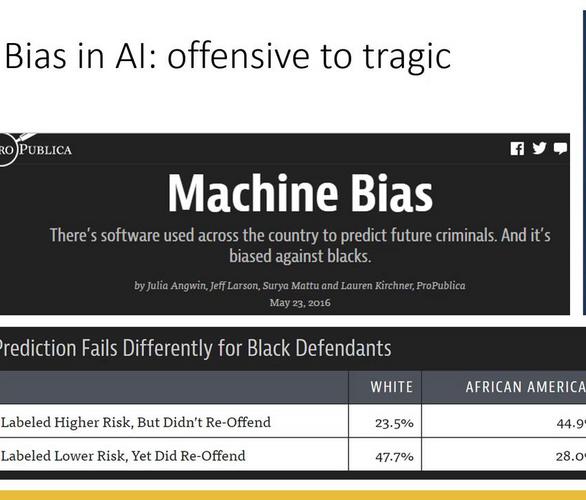 Bias in AI: offensive to tragic
RO PUBLICA
Machine Bias
There's software used across the country to predict future criminals. And it's
biased against blacks.
by Julia Angwin, Jeff Larson, Surya Mattu and Lauren Kirchner, ProPublica
May 23, 2016
Prediction Fails Differently for Black Defendants
WHITE AFRICAN AMERICA
Labeled Higher Risk, But Didn't Re-Offend 23.5% 44.9
Labeled Lower Risk, Yet Did Re-Offend 47.7% 28.0